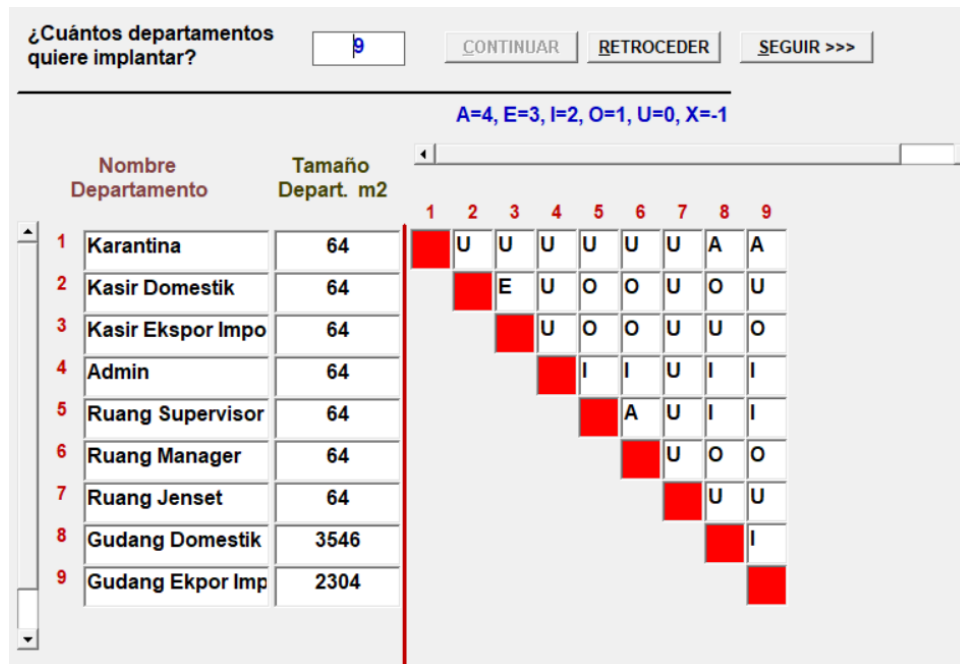 ¿Cuántos departamentos
quiere implantar?
9
CONTINUAR
RETROCEDER
SEGUIR >>>
A=4, E=3, I=2, O=1, U=0, X=-1
Nombre
Departamento
Tamaño
Depart. m2
1 2 3 4 5 6 7 8 9
1 Karantina 64 U U U U U U A A
2 Kasir Domestik 64 E U O O U O U
3 Kasir Ekspor Impo 64 U O O U U O
4 Admin 64 I I U I I
5 Ruang Supervisor 64 A U I I
6 Ruang Manager 64 U O O
7 Ruang Jenset 64 U U
8 Gudang Domestik 3546 I
9 Gudang Ekpor Imp 2304